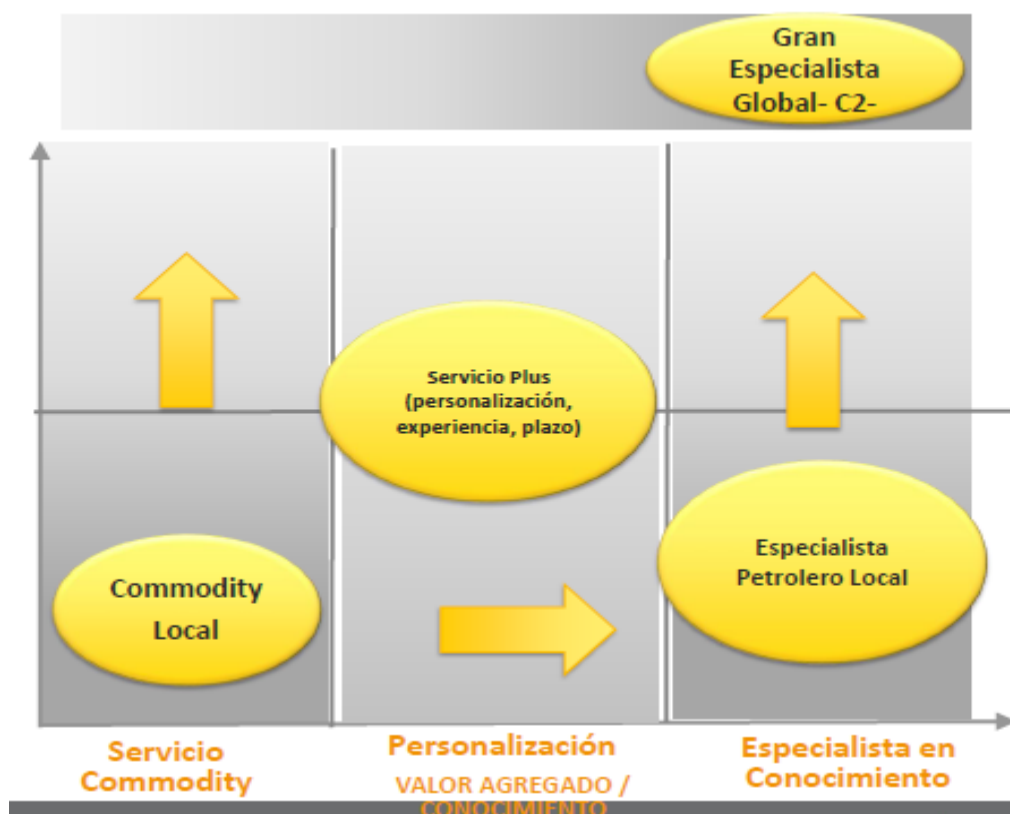 Gran
Especialista
Global- C2-
Servicio Plus
(personalización,
experiencia, plazo)
Commodity
Local
Especialista
Petrolero Local
Servicio
Commodity
Personalización
VALOR AGREGADO /
CONOCIMIENTO
Especialista en
Conocimiento